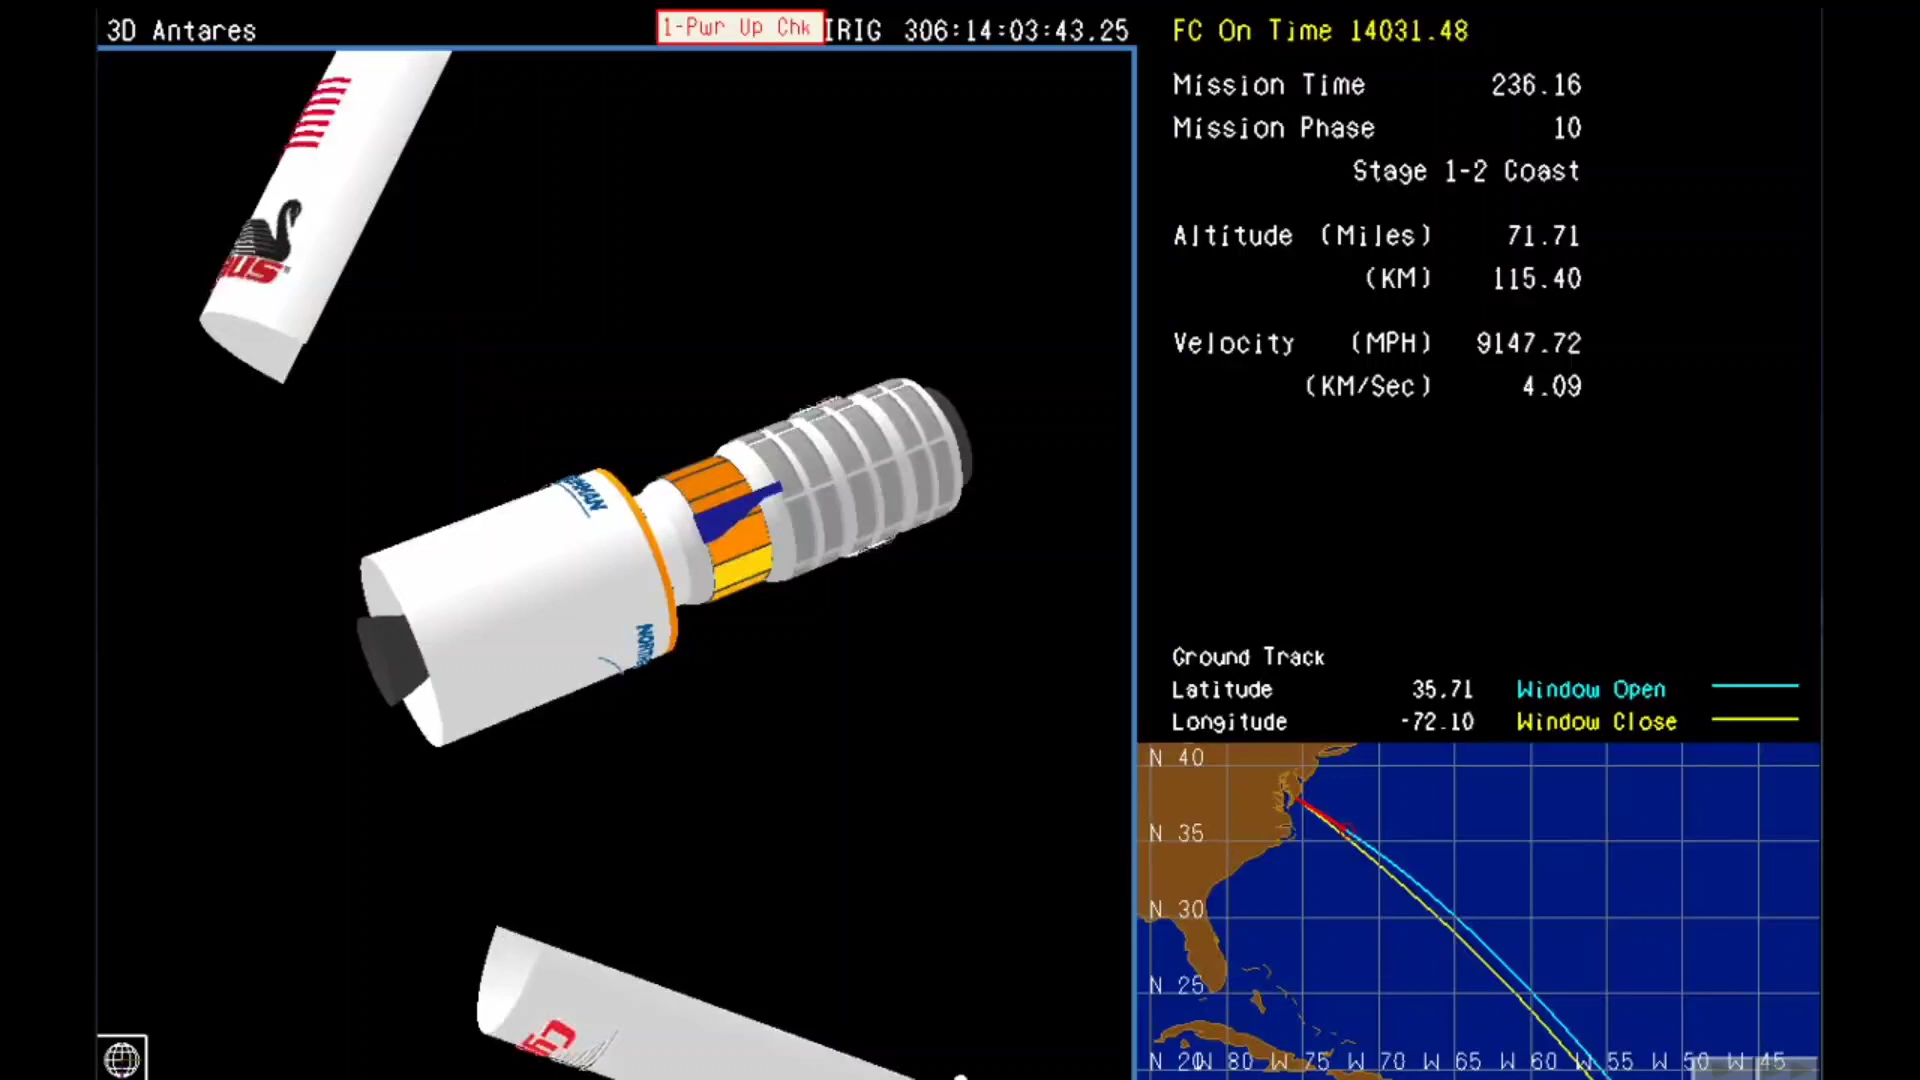 3D Antares
1-Pwr Up Chk
IRIG 306:14:03:43.25
FC On Time 14031.48
Mission Time 236.16
Mission Phase 10
Stage 1-2 Coast
Altitude (Miles) 71.71
(KM) 115.40
Velocity (MPH) 9147.72
(KM/Sec) 4.09
Ground Track
Latitude 35.71 Window Open
Longitude -72.10 Window Close
N 40
N 35
N 30
N 25
N 20 W 80 W 75 W 70 W 65 W 60 W 55 W 50 W 45